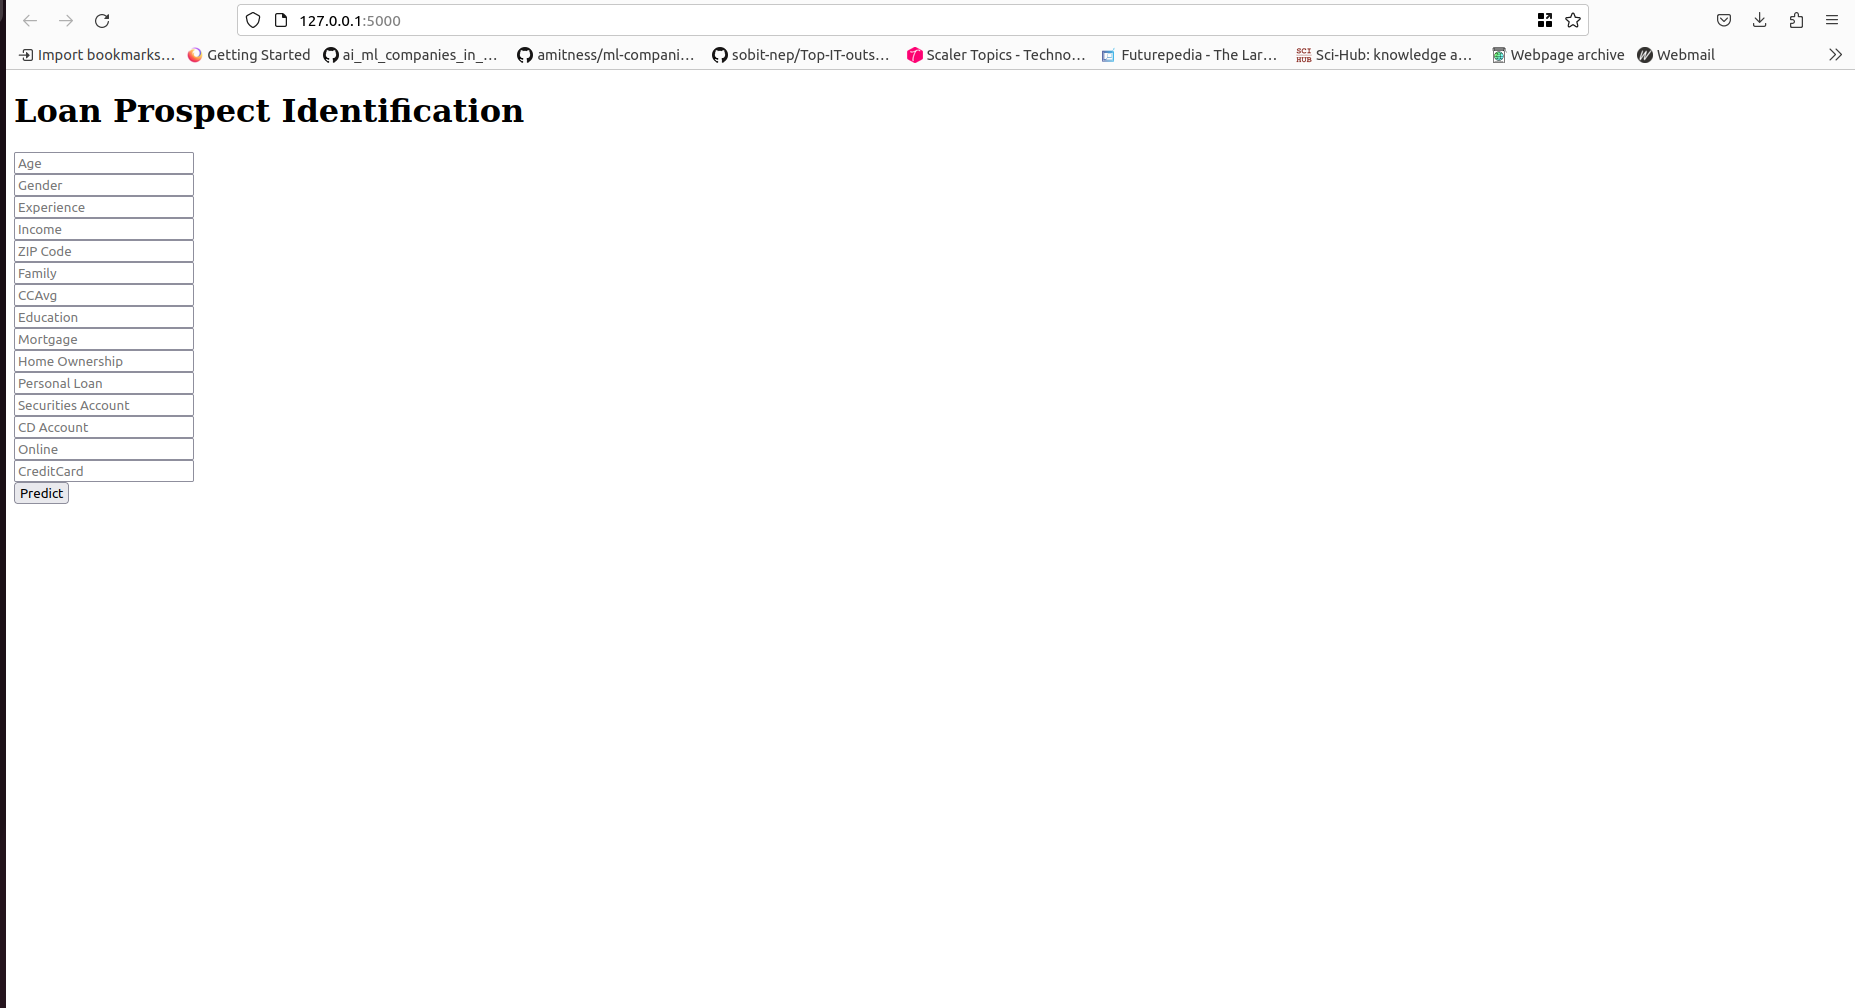 127.0.0.1:5000
Import bookmarks... Getting Started ai_ml_companies_in_... amitness/ml-compani... sobit-nep/Top-IT-outs... Scaler Topics - Techno... Futurepedia - The Lar... SCI HUB Sci-Hub: knowledge a... Webpage archive Webmail
Loan Prospect Identification
Age
Gender
Experience
Income
ZIP Code
Family
CCAvg
Education
Mortgage
Home Ownership
Personal Loan
Securities Account
CD Account
Online
CreditCard
Predict